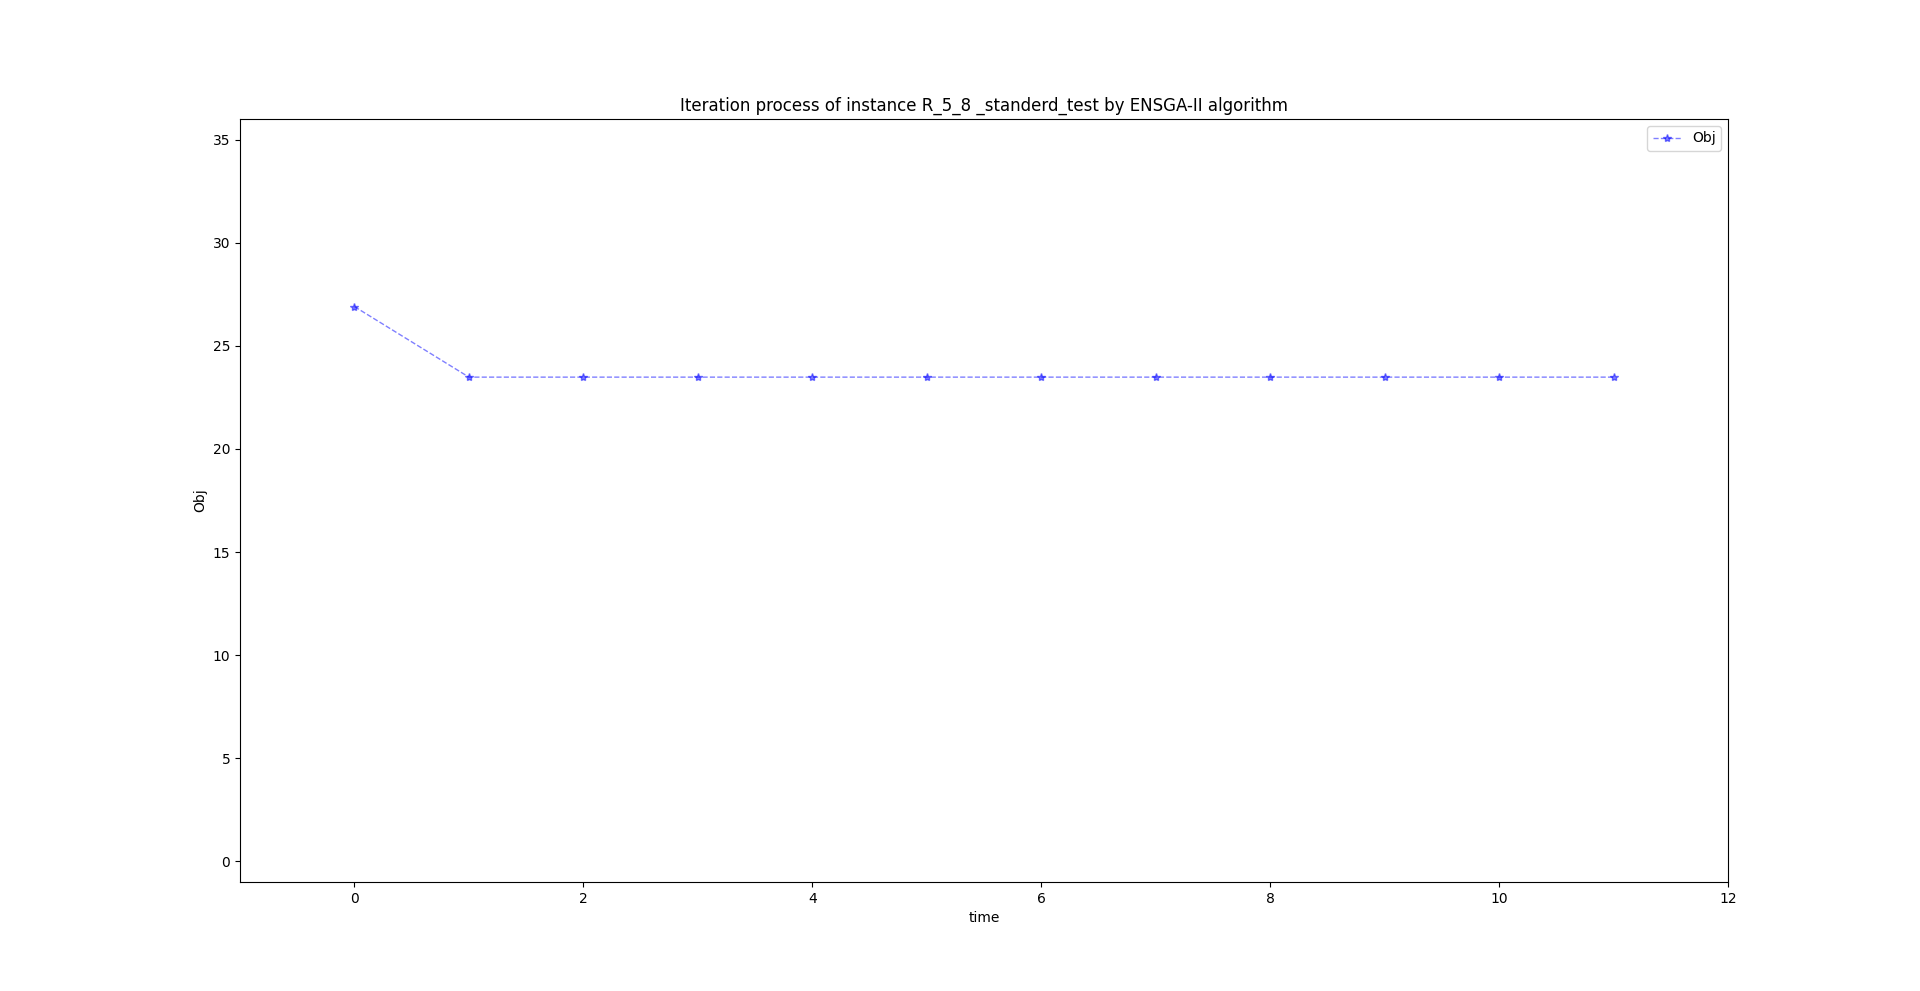 Iteration process of instance R_5_8 _standerd_test by ENSGA-II algorithm
Obj
35
30
25
20
15
10
5
0
Obj
0 2 4 6 8 10 12
time